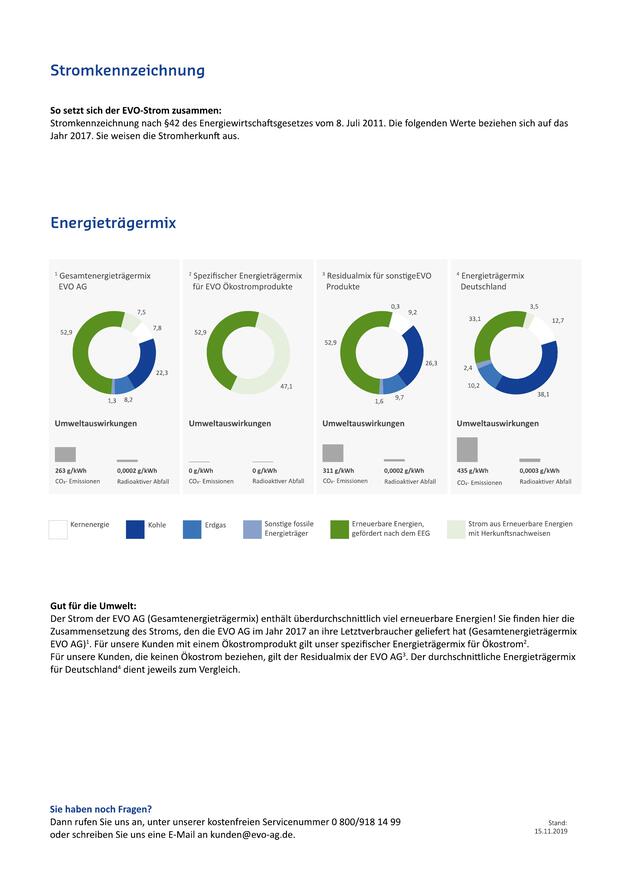 Stromkennzeichnung
So setzt sich der EVO-Strom zusammen:
Stromkennzeichnung nach §42 des Energiewirtschaftsgesetzes vom 8. Juli 2011. Die folgenden Werte beziehen sich auf das
Jahr 2017. Sie weisen die Stromherkunft aus.
Energieträgermix
¹ Gesamtenergieträgermix
EVO AG
7,5
7,8
52,9
22,3
1,3
8,2
Umweltauswirkungen
263 g/kWh
0,0002 g/kWh
CO₂- Emissionen
Radioaktiver Abfall
² Spezifischer Energieträgermix
für EVO Ökostromprodukte
52,9
47,1
Umweltauswirkungen
0 g/kWh
0 g/kWh
CO₂- Emissionen
Radioaktiver Abfall
³ Residualmix für sonstigeEVO
Produkte
0,3
9,2
52,9
26,3
9,7
1,6
Umweltauswirkungen
311 g/kWh
0,0002 g/kWh
CO₂- Emissionen
Radioaktiver Abfall
⁴ Energieträgermix
Deutschland
3,5
12,7
33,1
2,4
10,2
38,1
Umweltauswirkungen
435 g/kWh
0,0003 g/kWh
CO₂- Emissionen
Radioaktiver Abfall
Kernenergie
Kohle
Erdgas
Sonstige fossile
Energieträger
Erneuerbare Energien,
gefördert nach dem EEG
Strom aus Erneuerbare Energien
mit Herkunftsnachweisen
Gut für die Umwelt:
Der Strom der EVO AG (Gesamtenergieträgermix) enthält überdurchschnittlich viel erneuerbare Energien! Sie finden hier die
Zusammensetzung des Stroms, den die EVO AG im Jahr 2017 an ihre Letztverbraucher geliefert hat (Gesamtenergieträgermix
EVO AG)¹. Für unsere Kunden mit einem Ökostromprodukt gilt unser spezifischer Energieträgermix für Ökostrom².
Für unsere Kunden, die keinen Ökostrom beziehen, gilt der Residualmix der EVO AG³. Der durchschnittliche Energieträgermix
für Deutschland⁴ dient jeweils zum Vergleich.
Sie haben noch Fragen?
Dann rufen Sie uns an, unter unserer kostenfreien Servicenummer 0 800/918 14 99
oder schreiben Sie uns eine E-Mail an kunden@evo-ag.de.
Stand:
15.11.2019